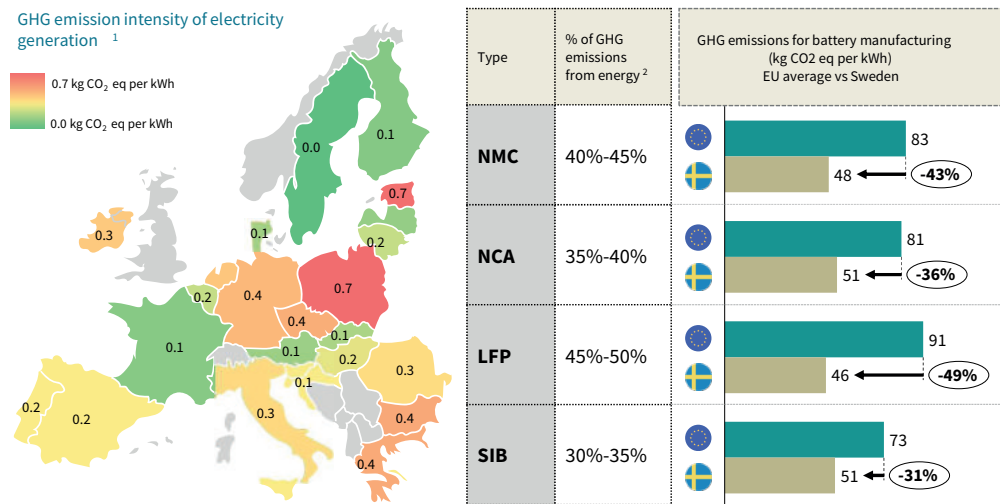 GHG emission intensity of electricity
generation 1
0.7 kg CO₂ eq per kWh
0.0 kg CO₂ eq per kWh
0.0
0.1
0.7
0.2
0.3
0.1
0.2
0.4
0.7
0.4
0.1
0.1
0.1
0.2
0.1
0.3
0.2
0.2
0.3
0.4
0.4
Type
% of GHG
emissions
from energy 2
GHG emissions for battery manufacturing
(kg CO2 eq per kWh)
EU average vs Sweden
NMC
40%-45%
83
48
-43%
NCA
35%-40%
81
51
-36%
LFP
45%-50%
91
46
-49%
SIB
30%-35%
73
51
-31%